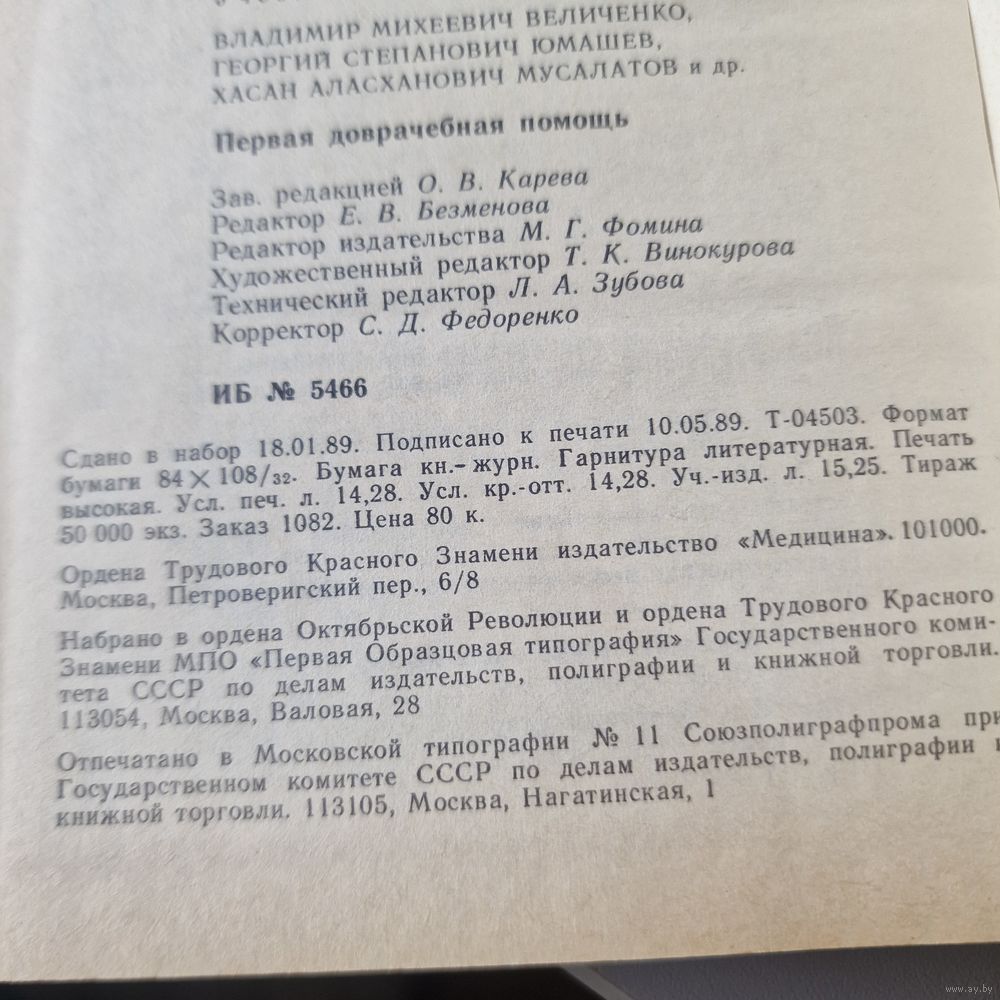 ВЛАДИМИР МИХЕЕВИЧ ВЕЛИЧЕНКО,
ГЕОРГИЙ СТЕПАНОВИЧ ЮМАШЕВ,
ХАСАН АЛАСХАНОВИЧ МУСАЛАТОВ и др.
Первая доврачебная помощь
Зав. редакцией О. В. Карева
Редактор Е. В. Безменова
Редактор издательства М. Г. Фомина
Художественный редактор Т. К. Винокурова
Технический редактор Л. А. Зубова
Корректор С. Д. Федоренко
ИБ № 5466
Сдано в набор 18.01.89. Подписано к печати 10.05.89. Т-04503. Формат
бумаги 84×108/32. Бумага кн.-журн. Гарнитура литературная. Печать
высокая. Усл. печ. л. 14,28. Усл. кр.-отт. 14,28. Уч.-изд. л. 15,25. Тираж
50 000 экз. Заказ 1082. Цена 80 к.
Ордена Трудового Красного Знамени издательство «Медицина». 101000.
Москва, Петроверигский пер., 6/8
Набрано в ордена Октябрьской Революции и ордена Трудового Красного
Знамени МПО «Первая Образцовая типография» Государственного коми-
тета СССР по делам издательств, полиграфии и книжной торговли.
113054, Москва, Валовая, 28
Отпечатано в Московской типографии № 11 Союзполиграфпрома при
Государственном комитете СССР по делам издательств, полиграфии и
книжной торговли. 113105, Москва, Нагатинская, 1
www.ay.by